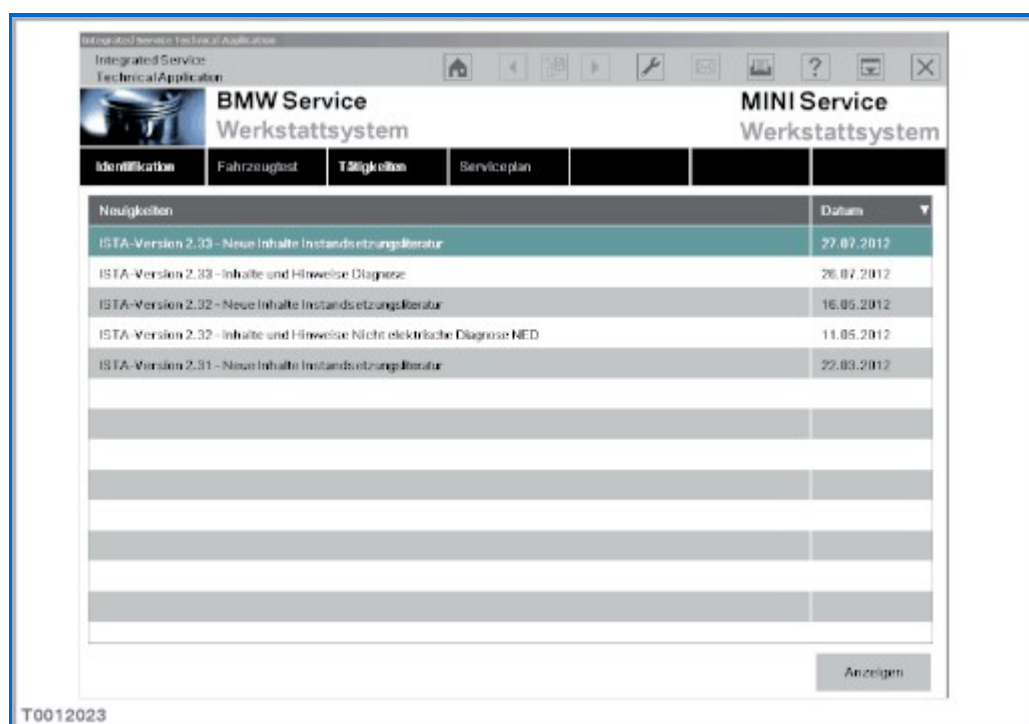 Integrated Service Technical Application
Integrated Service
Technical Application
BMW Service
Werkstattsystem
MINI Service
Werkstattsystem
Identifikation Fahrzeugtest Tätigkeiten Serviceplan
Neuigkeiten Datum
ISTA-Version 2.33 - Neue Inhalte Instandsetzungsliteratur 27.07.2012
ISTA-Version 2.33 - Inhalte und Hinweise Diagnose 26.07.2012
ISTA-Version 2.32 - Neue Inhalte Instandsetzungsliteratur 16.05.2012
ISTA-Version 2.32 - Inhalte und Hinweise Nicht elektrische Diagnose NED 11.05.2012
ISTA-Version 2.31 - Neue Inhalte Instandsetzungsliteratur 22.03.2012
Anzeigen
T0012023